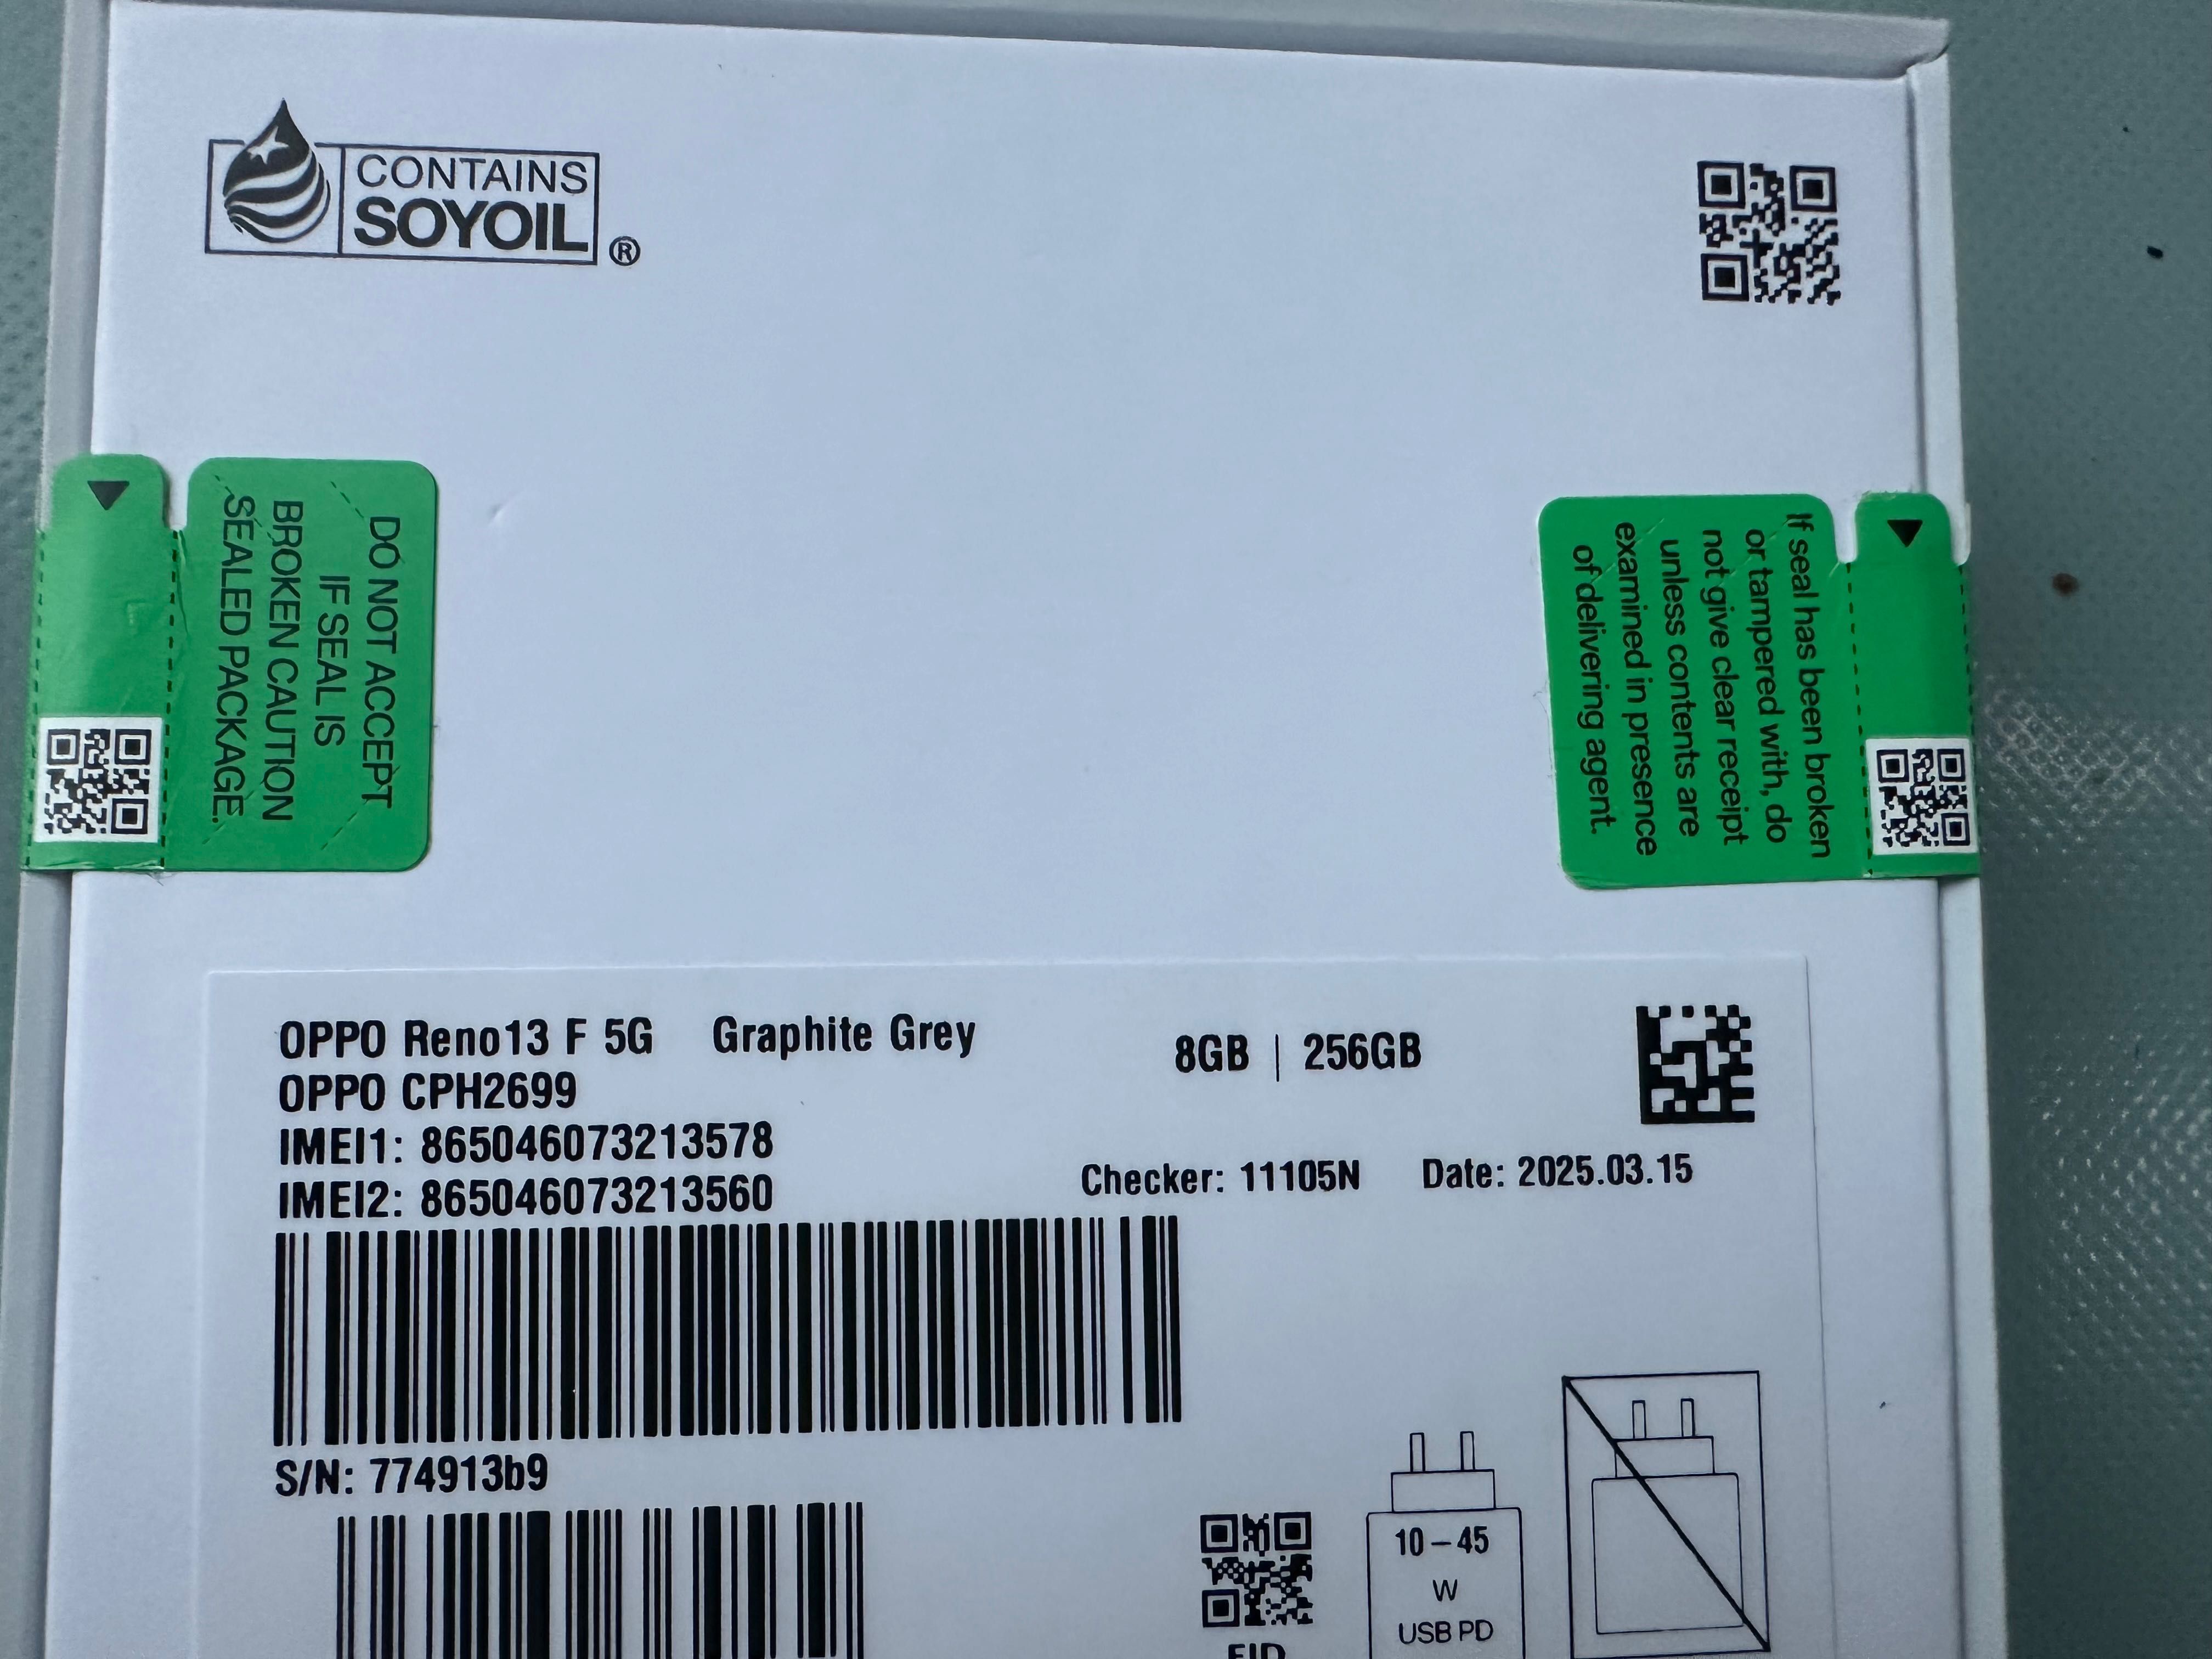 CONTAINS
SOYOIL ®
DO NOT ACCEPT
IF SEAL IS
BROKEN CAUTION
SEALED PACKAGE.
If seal has been broken
or tampered with, do
not give clear receipt
unless contents are
examined in presence
of delivering agent.
OPPO Reno13 F 5G Graphite Grey 8GB | 256GB
OPPO CPH2699
IMEI1: 865046073213578
IMEI2: 865046073213560
Checker: 11105N Date: 2025.03.15
S/N: 774913b9
10 – 45
W
USB PD
EID